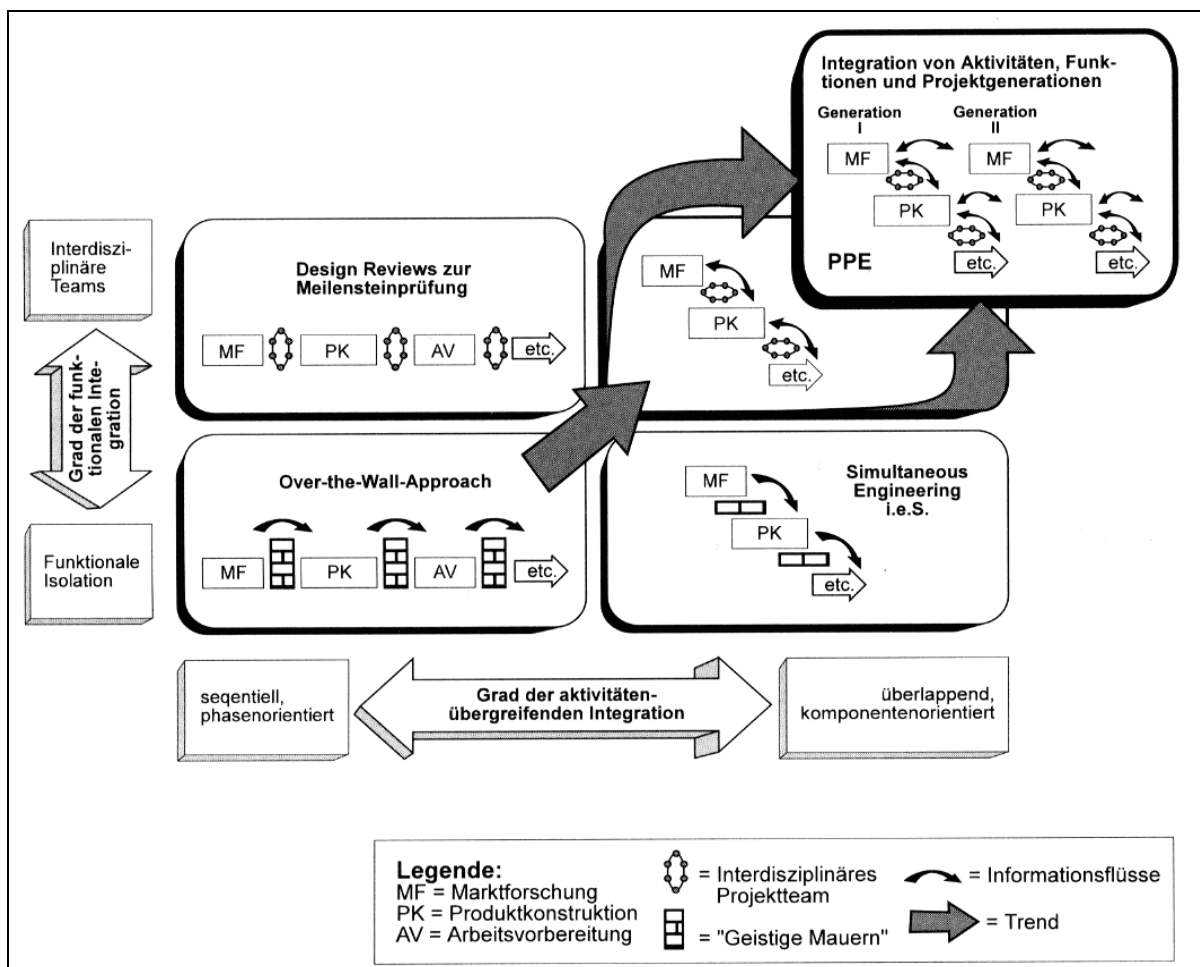 Integration von Aktivitäten, Funk-
tionen und Projektgenerationen
Generation
I
Generation
II
MF
MF
PK
PK
etc.
etc.
PPE
Interdiszi-
plinäre
Teams
Design Reviews zur
Meilensteinprüfung
MF
PK
AV
etc.
MF
PK
etc.
Grad der funk-
tionalen Inte-
gration
Over-the-Wall-Approach
MF
PK
AV
etc.
Simultaneous
Engineering
i.e.S.
MF
PK
etc.
Funktionale
Isolation
seqentiell,
phasenorientiert
Grad der aktivitäten-
übergreifenden Integration
überlappend,
komponentenorientiert
Legende:
MF = Marktforschung
PK = Produktkonstruktion
AV = Arbeitsvorbereitung
= Interdisziplinäres
Projektteam
= "Geistige Mauern"
= Informationsflüsse
= Trend